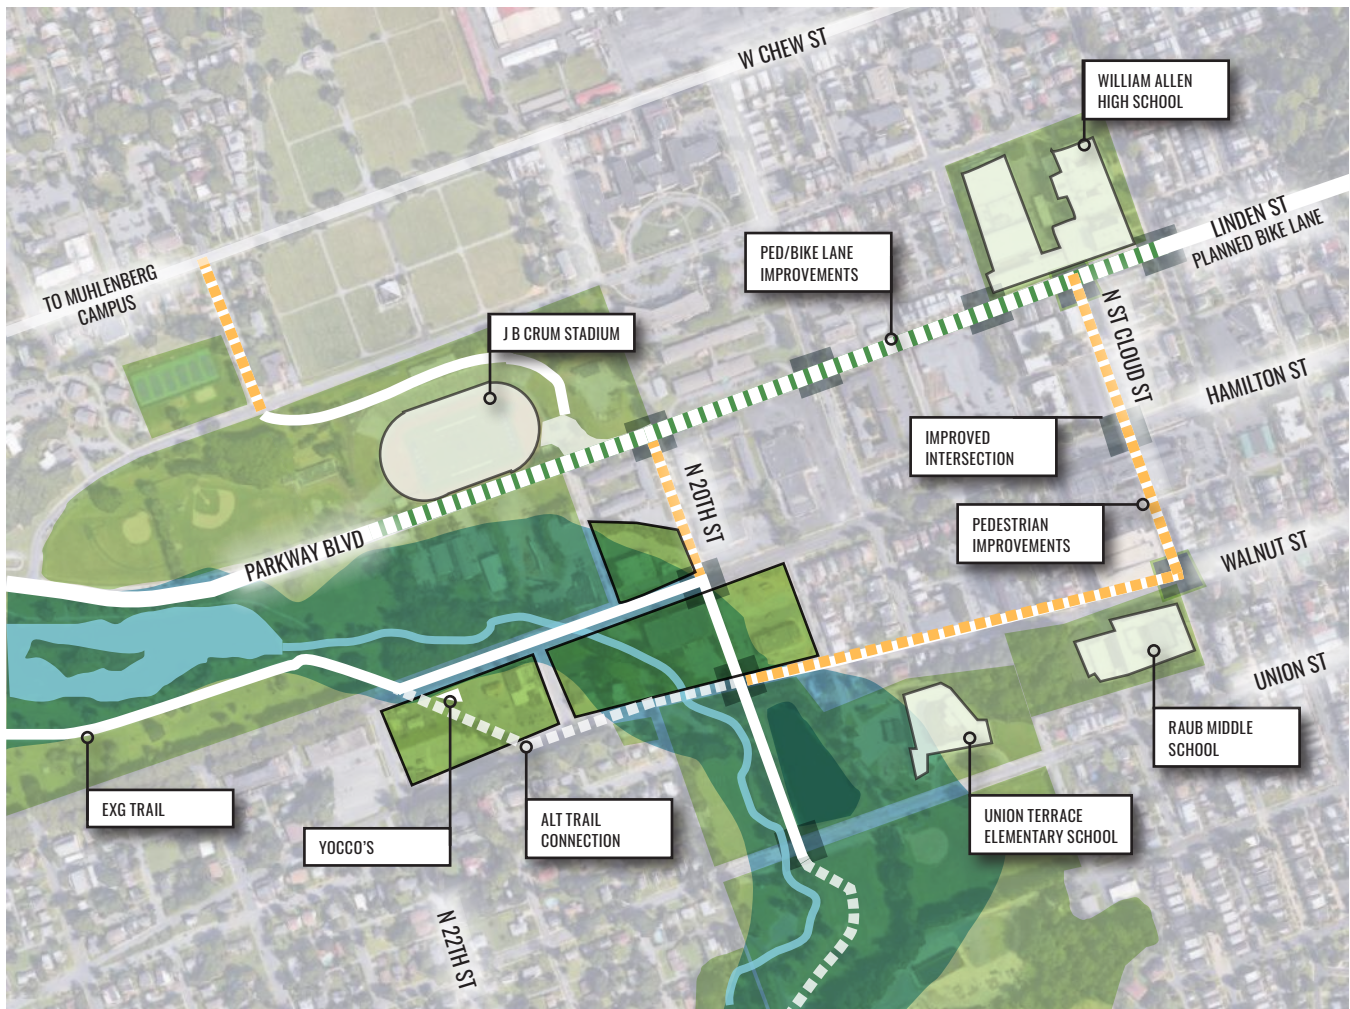 W CHEW ST
WILLIAM ALLEN
HIGH SCHOOL
LINDEN ST
PLANNED BIKE LANE
PED/BIKE LANE
IMPROVEMENTS
TO MUHLENBERG
CAMPUS
J B CRUM STADIUM
N ST CLOUD ST
HAMILTON ST
IMPROVED
INTERSECTION
N 20TH ST
PEDESTRIAN
IMPROVEMENTS
PARKWAY BLVD
WALNUT ST
UNION ST
RAUB MIDDLE
SCHOOL
EXG TRAIL
YOCCO'S
ALT TRAIL
CONNECTION
UNION TERRACE
ELEMENTARY SCHOOL
N 22TH ST